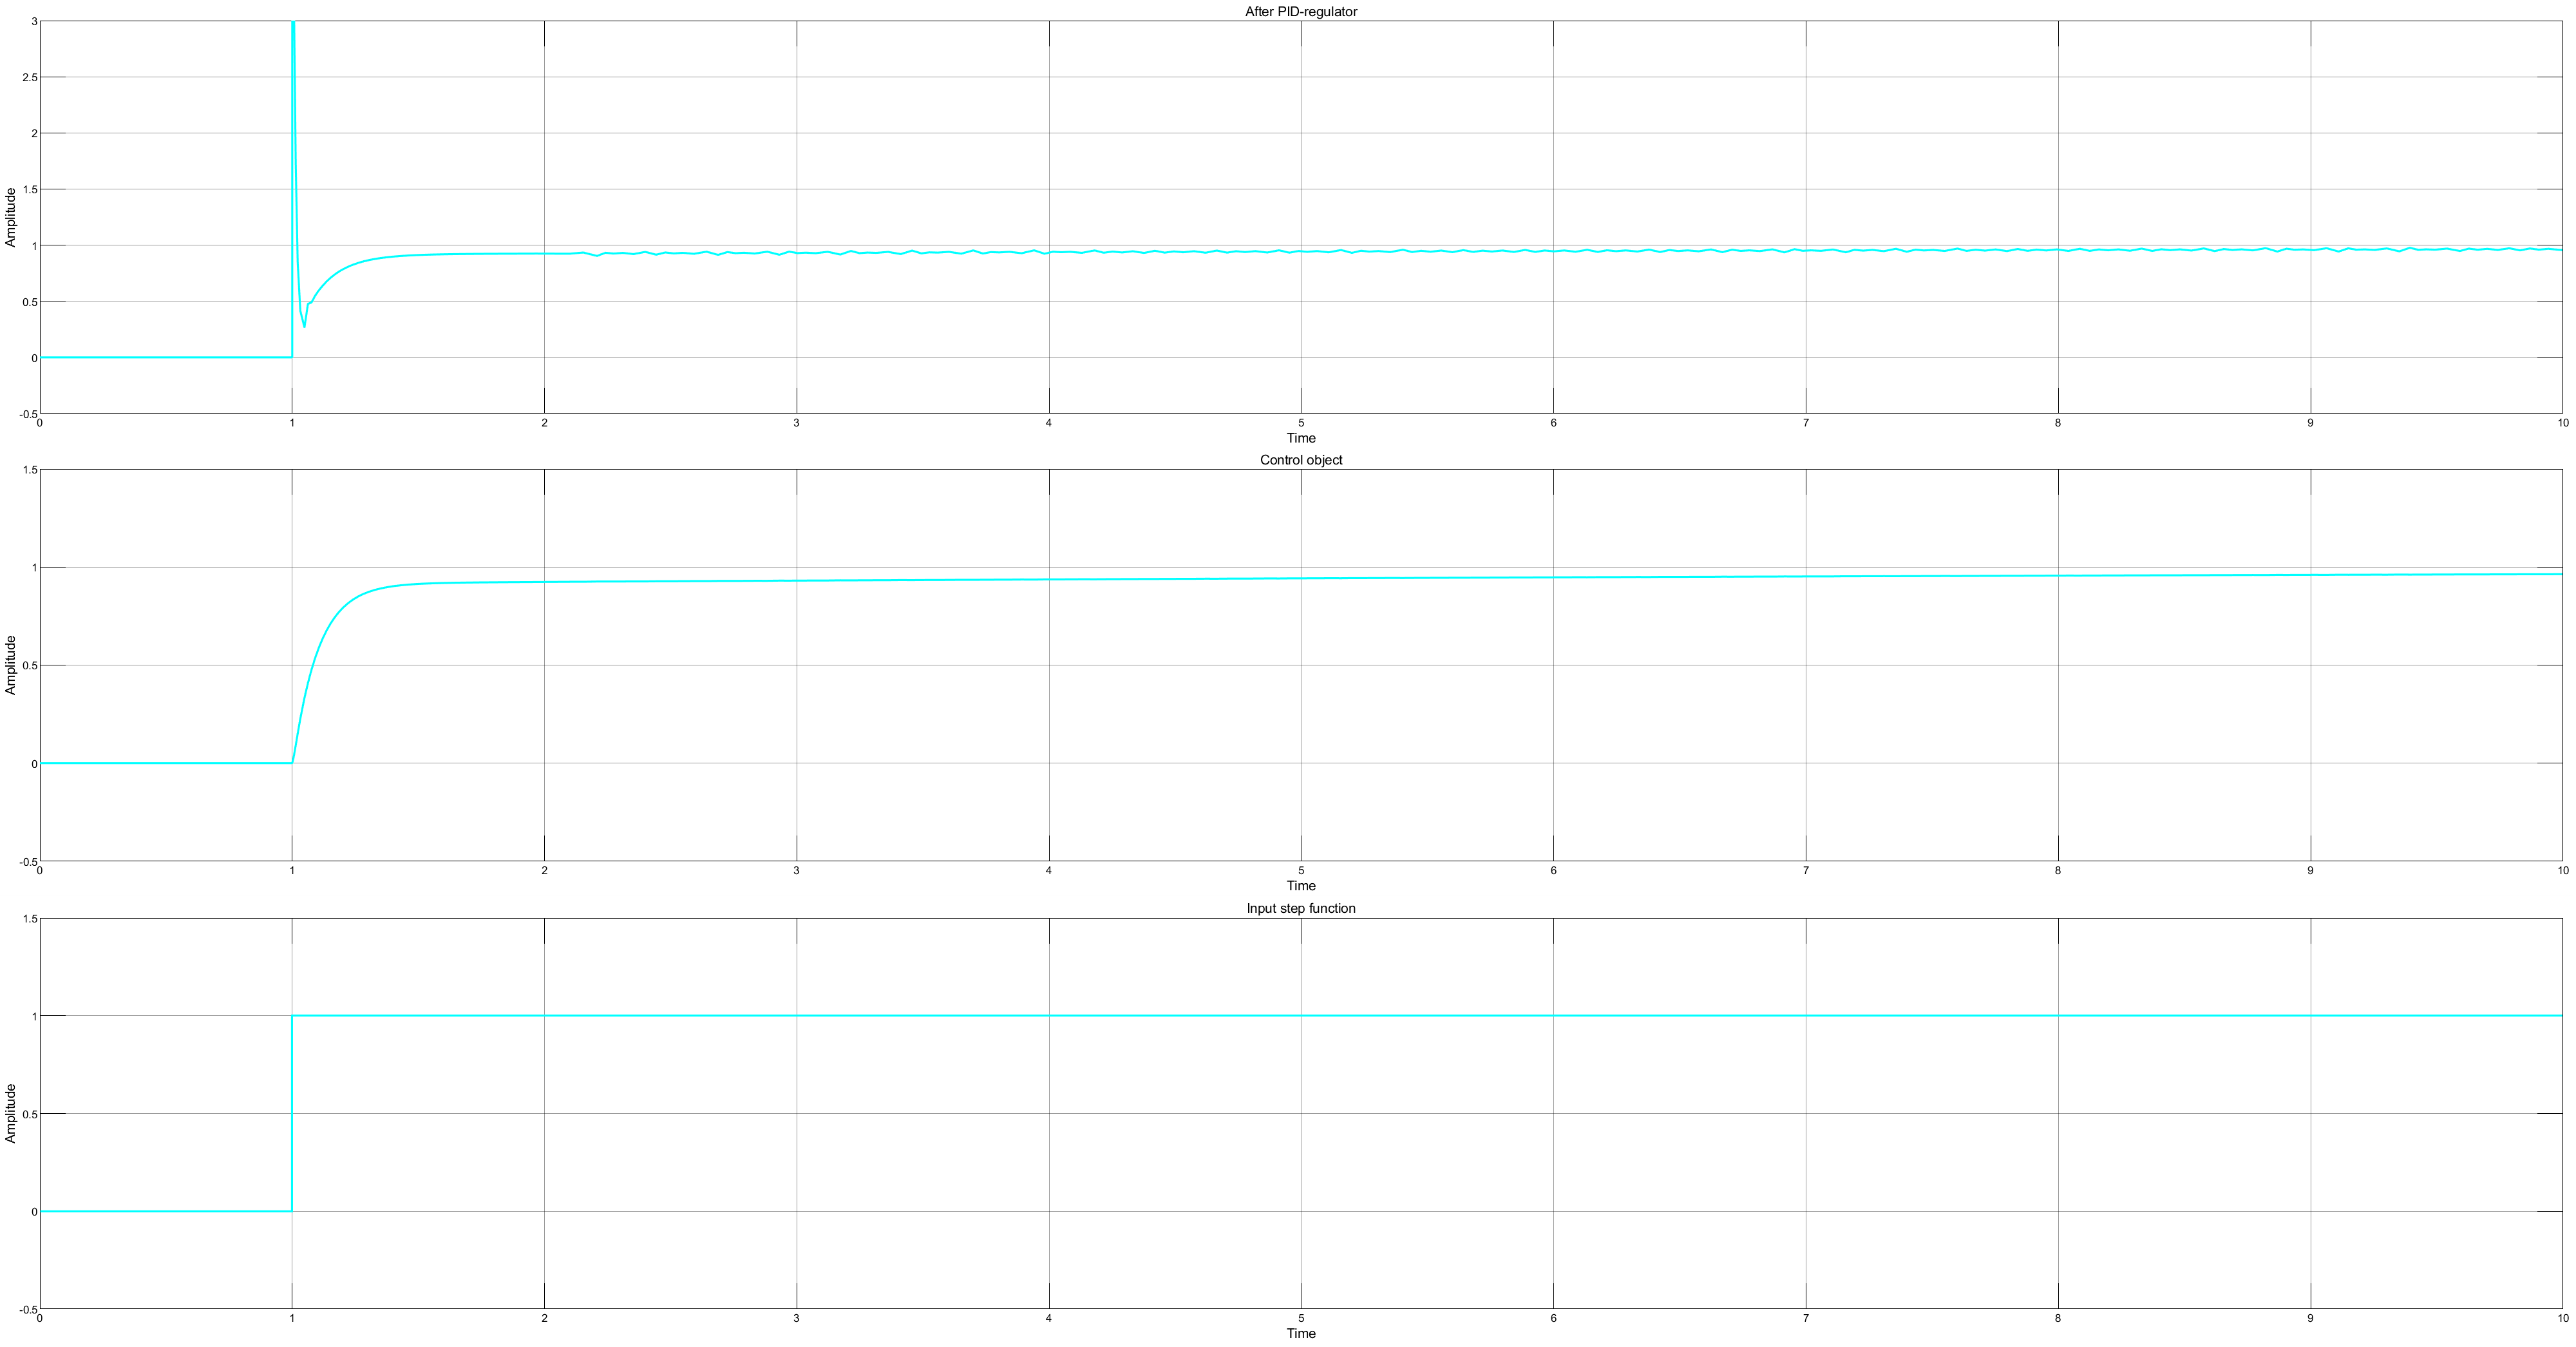 After PID-regulator
3
2.5
2
1.5
1
0.5
0
-0.5
Amplitude
0 1 2 3 4 5 6 7 8 9 10
Time
Control object
1.5
1
0.5
0
-0.5
Amplitude
0 1 2 3 4 5 6 7 8 9 10
Time
Input step function
1.5
1
0.5
0
-0.5
Amplitude
0 1 2 3 4 5 6 7 8 9 10
Time